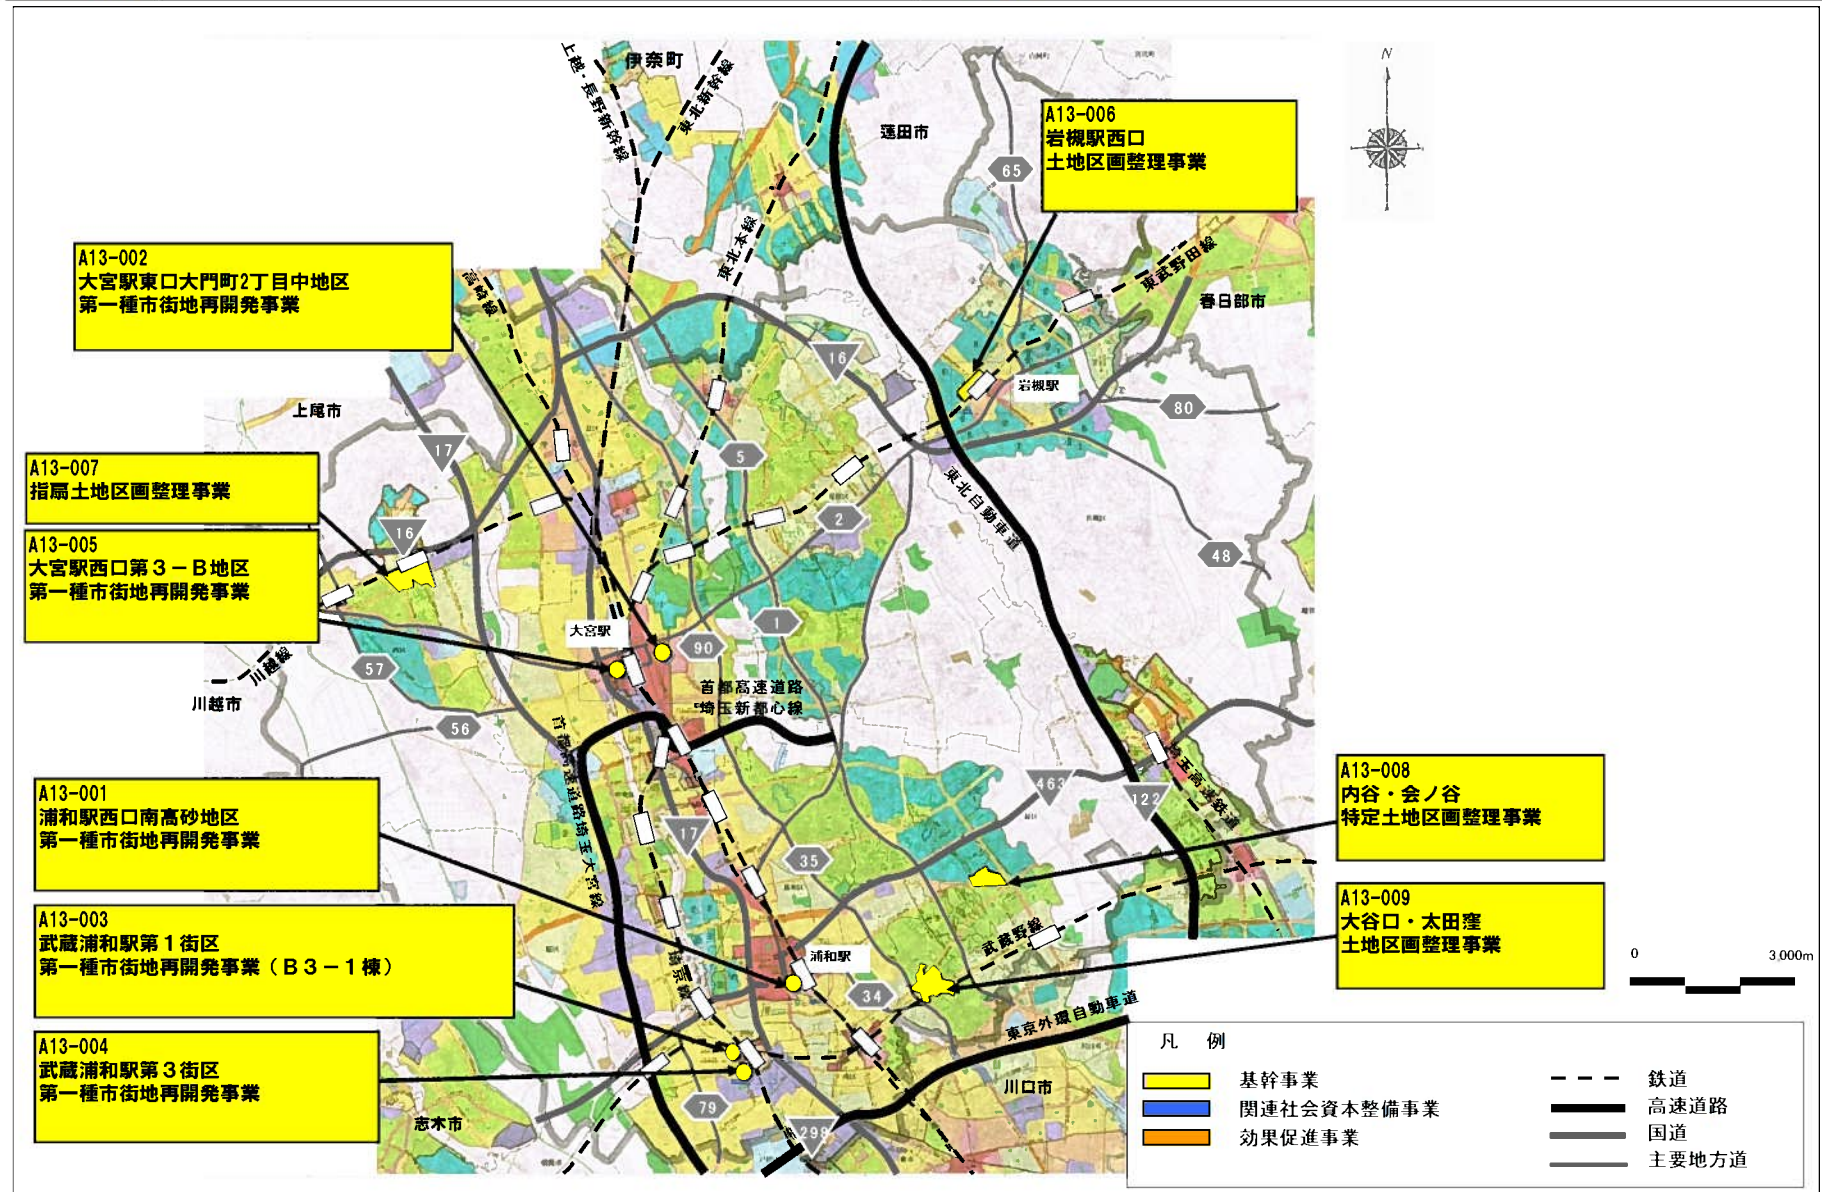 伊奈町
上越・長野新幹線
東北新幹線
蓮田市
N
A13-006
岩槻駅西口
土地区画整理事業
65
東北本線
東武野田線
春日部市
A13-002
大宮駅東口大門町2丁目中地区
第一種市街地再開発事業
高崎線
16
岩槻駅
80
上尾市
17
5
A13-007
指扇土地区画整理事業
16
2
東北自動車道
48
A13-005
大宮駅西口第３－Ｂ地区
第一種市街地再開発事業
大宮駅
1
90
57
川越線
川越市
首都高速道路
埼玉新都心線
56
首都高速道路埼玉大宮線
463
122
埼玉高速鉄道
A13-008
内谷・会ノ谷
特定土地区画整理事業
A13-001
浦和駅西口南高砂地区
第一種市街地再開発事業
17
35
A13-009
大谷口・太田窪
土地区画整理事業
A13-003
武蔵浦和駅第１街区
第一種市街地再開発事業（Ｂ３－１棟）
武蔵野線
浦和駅
埼京線
34
0
3,000m
東京外環自動車道
A13-004
武蔵浦和駅第３街区
第一種市街地再開発事業
川口市
79
志木市
298
凡 例
基幹事業
関連社会資本整備事業
効果促進事業
鉄道
高速道路
国道
主要地方道